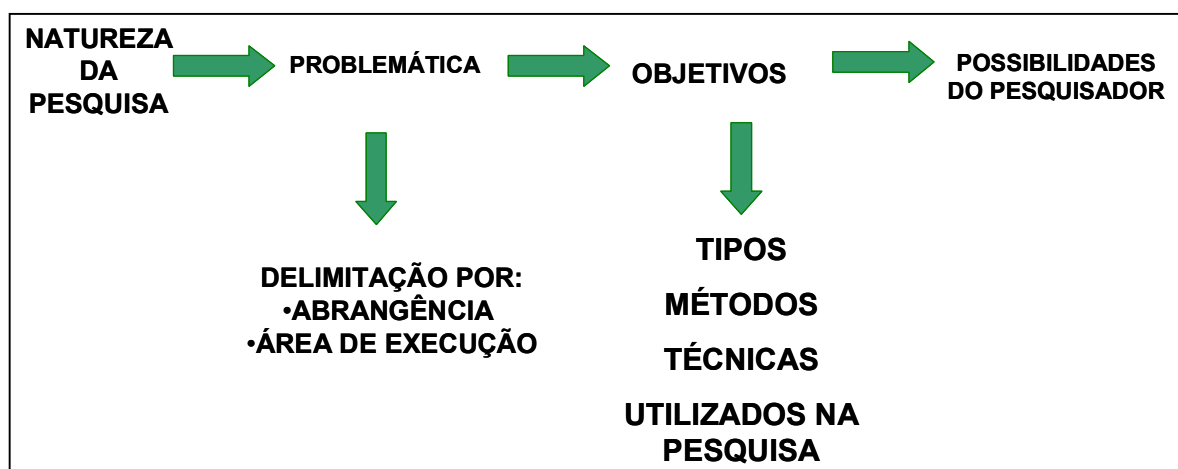 NATUREZA
DA
PESQUISA
PROBLEMÁTICA
OBJETIVOS
POSSIBILIDADES
DO PESQUISADOR
DELIMITAÇÃO POR:
•ABRANGÊNCIA
•ÁREA DE EXECUÇÃO
TIPOS
MÉTODOS
TÉCNICAS
UTILIZADOS NA
PESQUISA